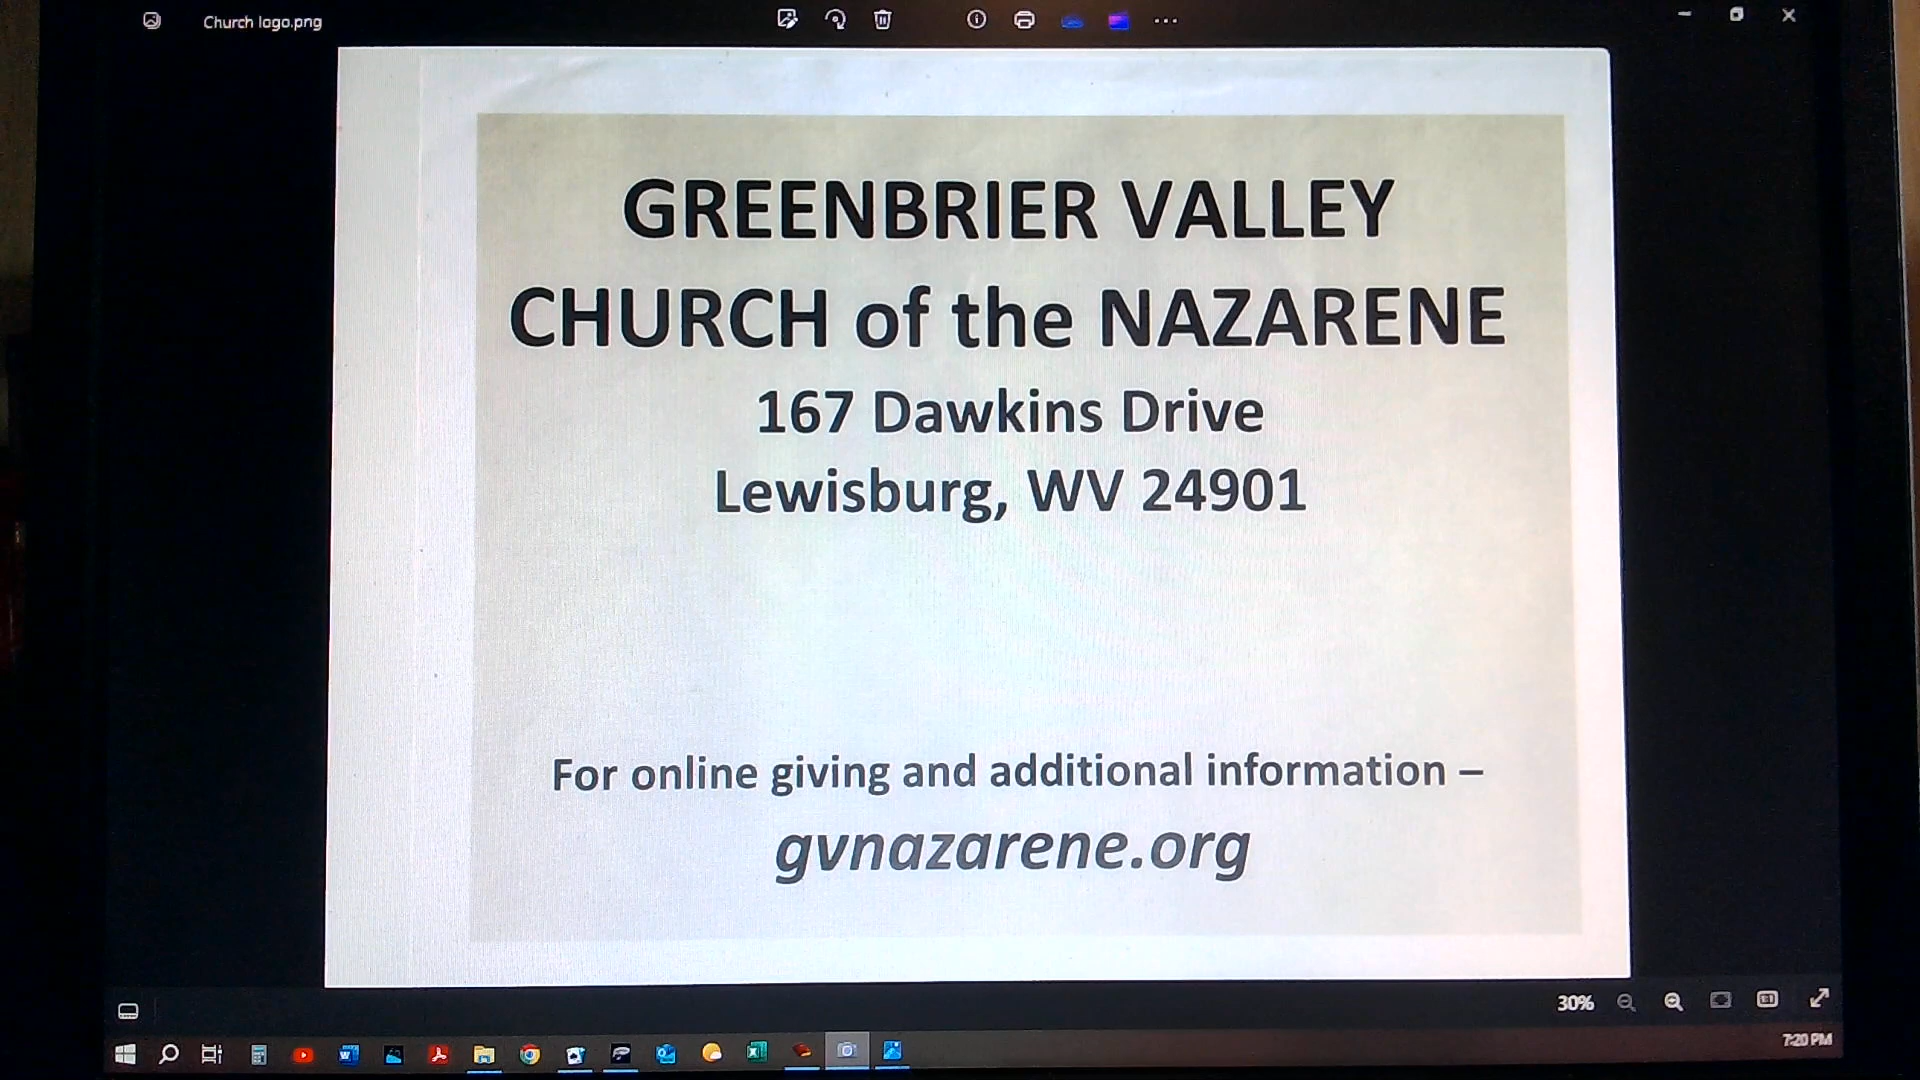 Church logo.png
GREENBRIER VALLEY
CHURCH of the NAZARENE
167 Dawkins Drive
Lewisburg, WV 24901
For online giving and additional information –
gvnazarene.org
30%
7:20 PM